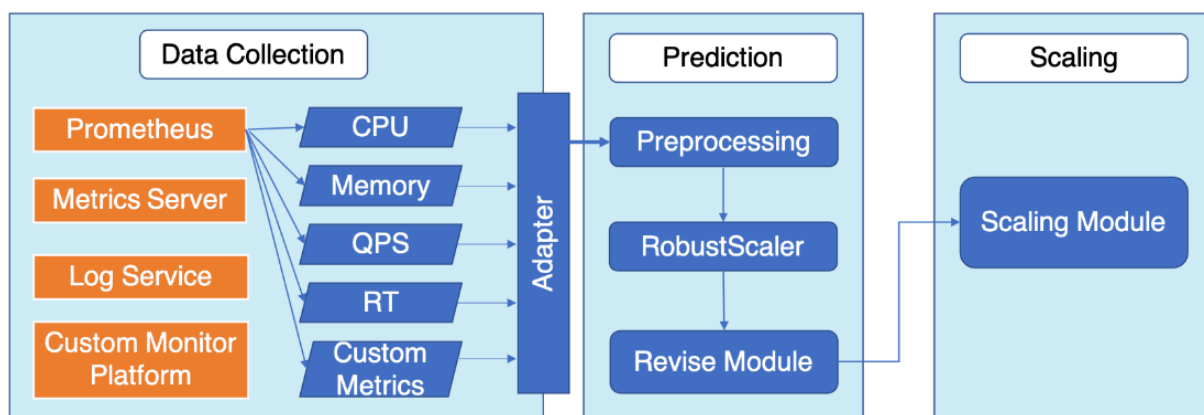 Data Collection
Prometheus
Metrics Server
Log Service
Custom Monitor
Platform
CPU
Memory
QPS
RT
Custom
Metrics
Adapter
Prediction
Preprocessing
RobustScaler
Revise Module
Scaling
Scaling Module